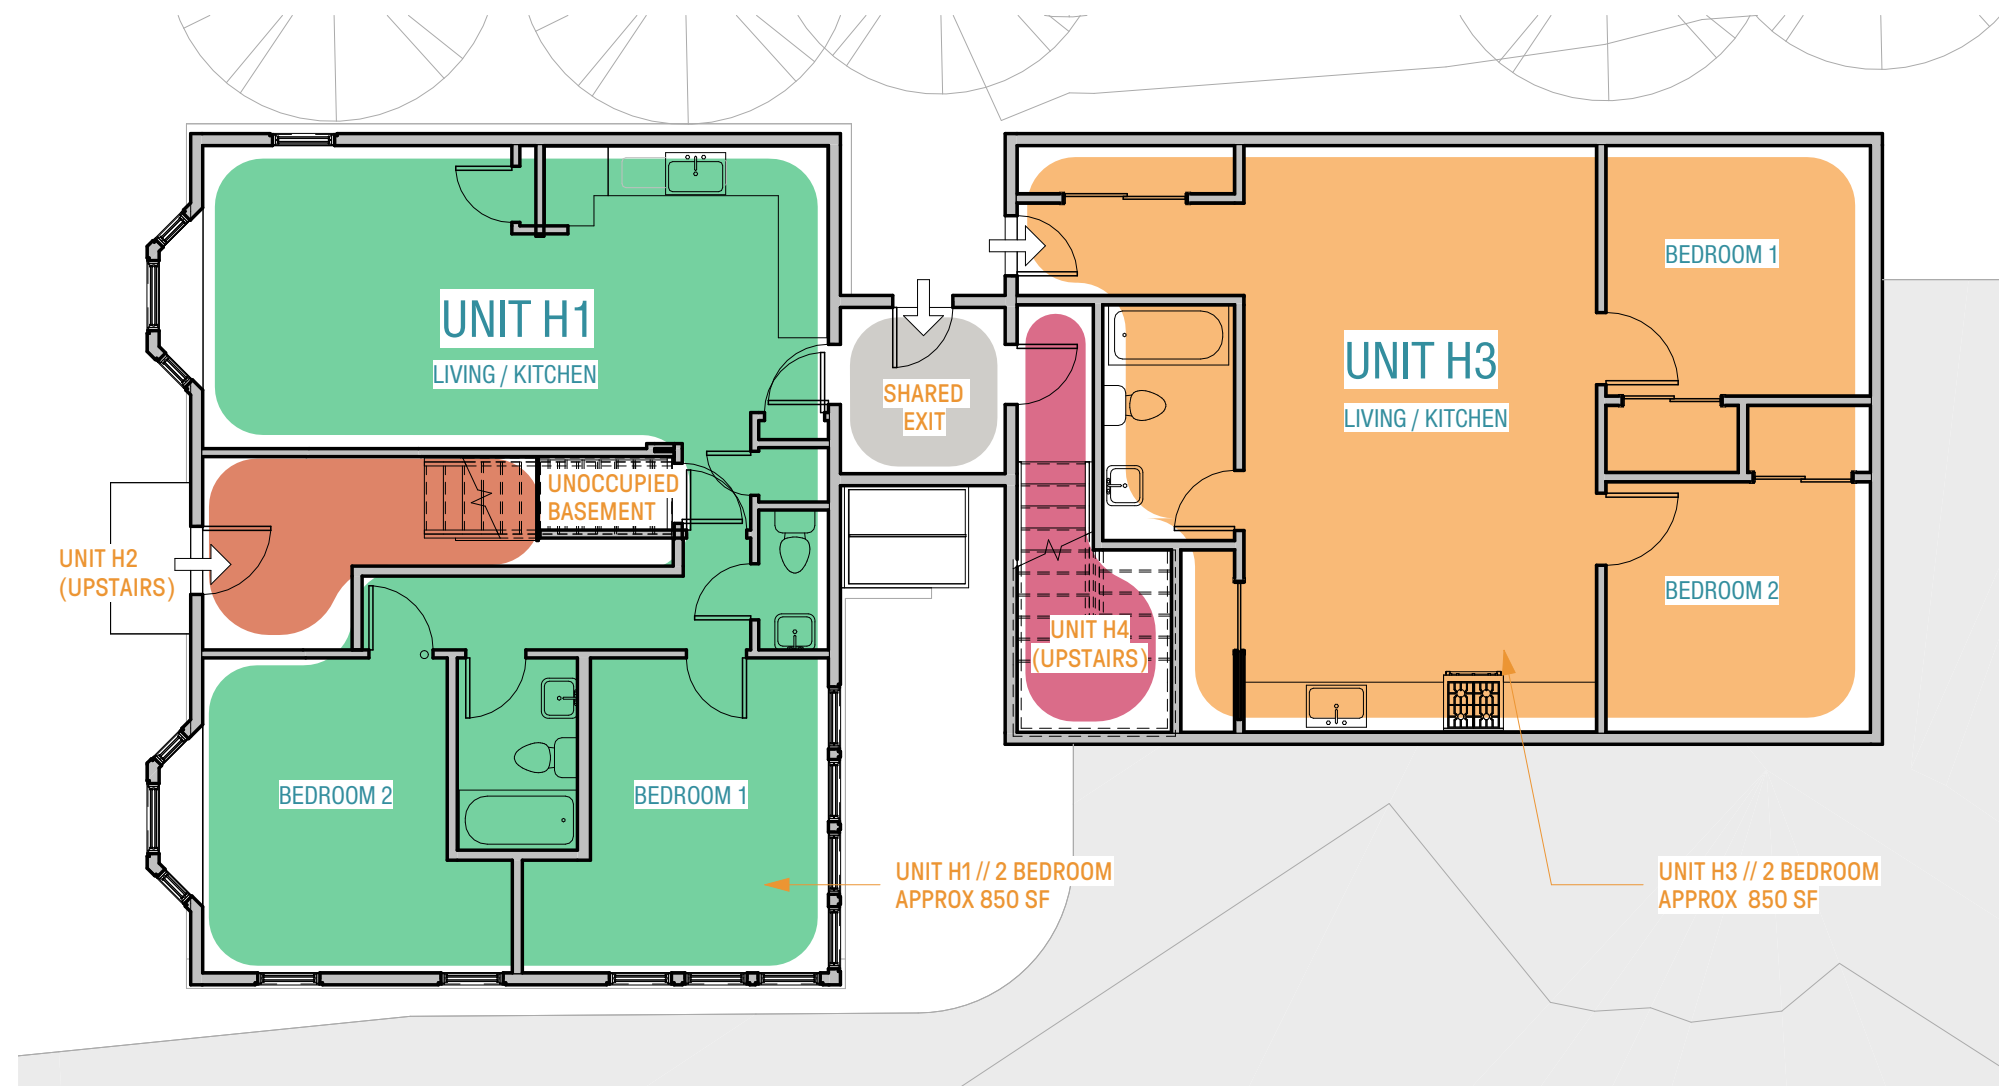 UNIT H1
LIVING / KITCHEN
SHARED
EXIT
UNOCCUPIED
BASEMENT
UNIT H2
(UPSTAIRS)
BEDROOM 2
BEDROOM 1
UNIT H1 // 2 BEDROOM
APPROX 850 SF
UNIT H3
LIVING / KITCHEN
BEDROOM 1
BEDROOM 2
UNIT H4
(UPSTAIRS)
UNIT H3 // 2 BEDROOM
APPROX  850 SF